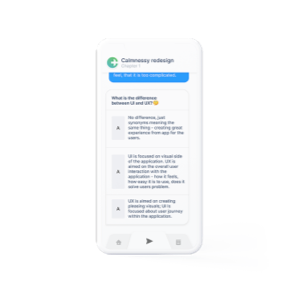 Calmnessy redesign
Chapter 1
feel, that it is too complicated.
What is the difference
between UI and UX?🤔
A
No difference, just
synonyms meaning the
same thing - creating great
experience from app for the
users.
A
UI is focused on visual side
of the application. UX is
aimed on the overall user
interaction with the
application - how it feels,
how easy it is to use, does it
solve users problem.
A
UX is aimed on creating
pleasing visuals, UI is
focused about user journey
within the application.